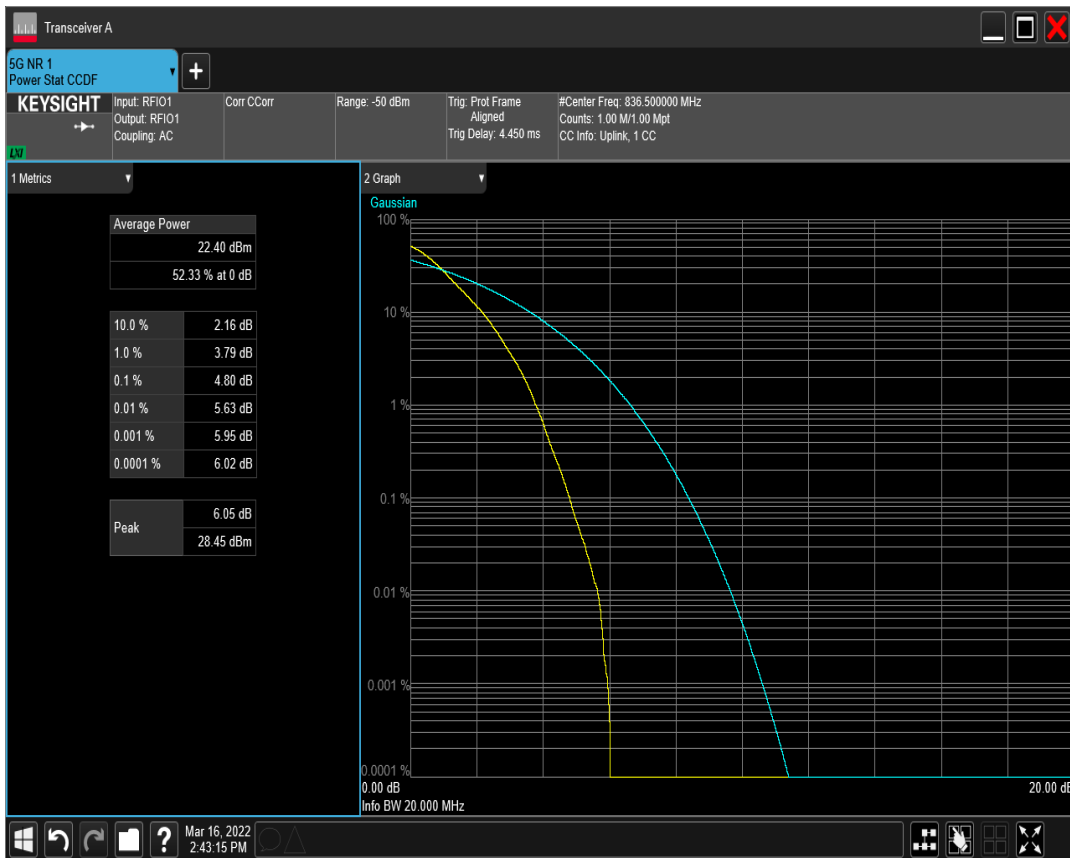 Transceiver A
5G NR 1
Power Stat CCDF
KEYSIGHT
LXI
Input: RFIO1
Output: RFIO1
Coupling: AC
Corr CCorr
Range: -50 dBm
Trig: Prot Frame
Aligned
Trig Delay: 4.450 ms
#Center Freq: 836.500000 MHz
Counts: 1.00 M/1.00 Mpt
CC Info: Uplink, 1 CC
1 Metrics
Average Power
22.40 dBm
52.33 % at 0 dB
10.0 % 2.16 dB
1.0 % 3.79 dB
0.1 % 4.80 dB
0.01 % 5.63 dB
0.001 % 5.95 dB
0.0001 % 6.02 dB
Peak 6.05 dB
28.45 dBm
2 Graph
Gaussian
100 %
10 %
1 %
0.1 %
0.01 %
0.001 %
0.0001 %
0.00 dB 20.00 dB
Info BW 20.000 MHz
Mar 16, 2022
2:43:15 PM